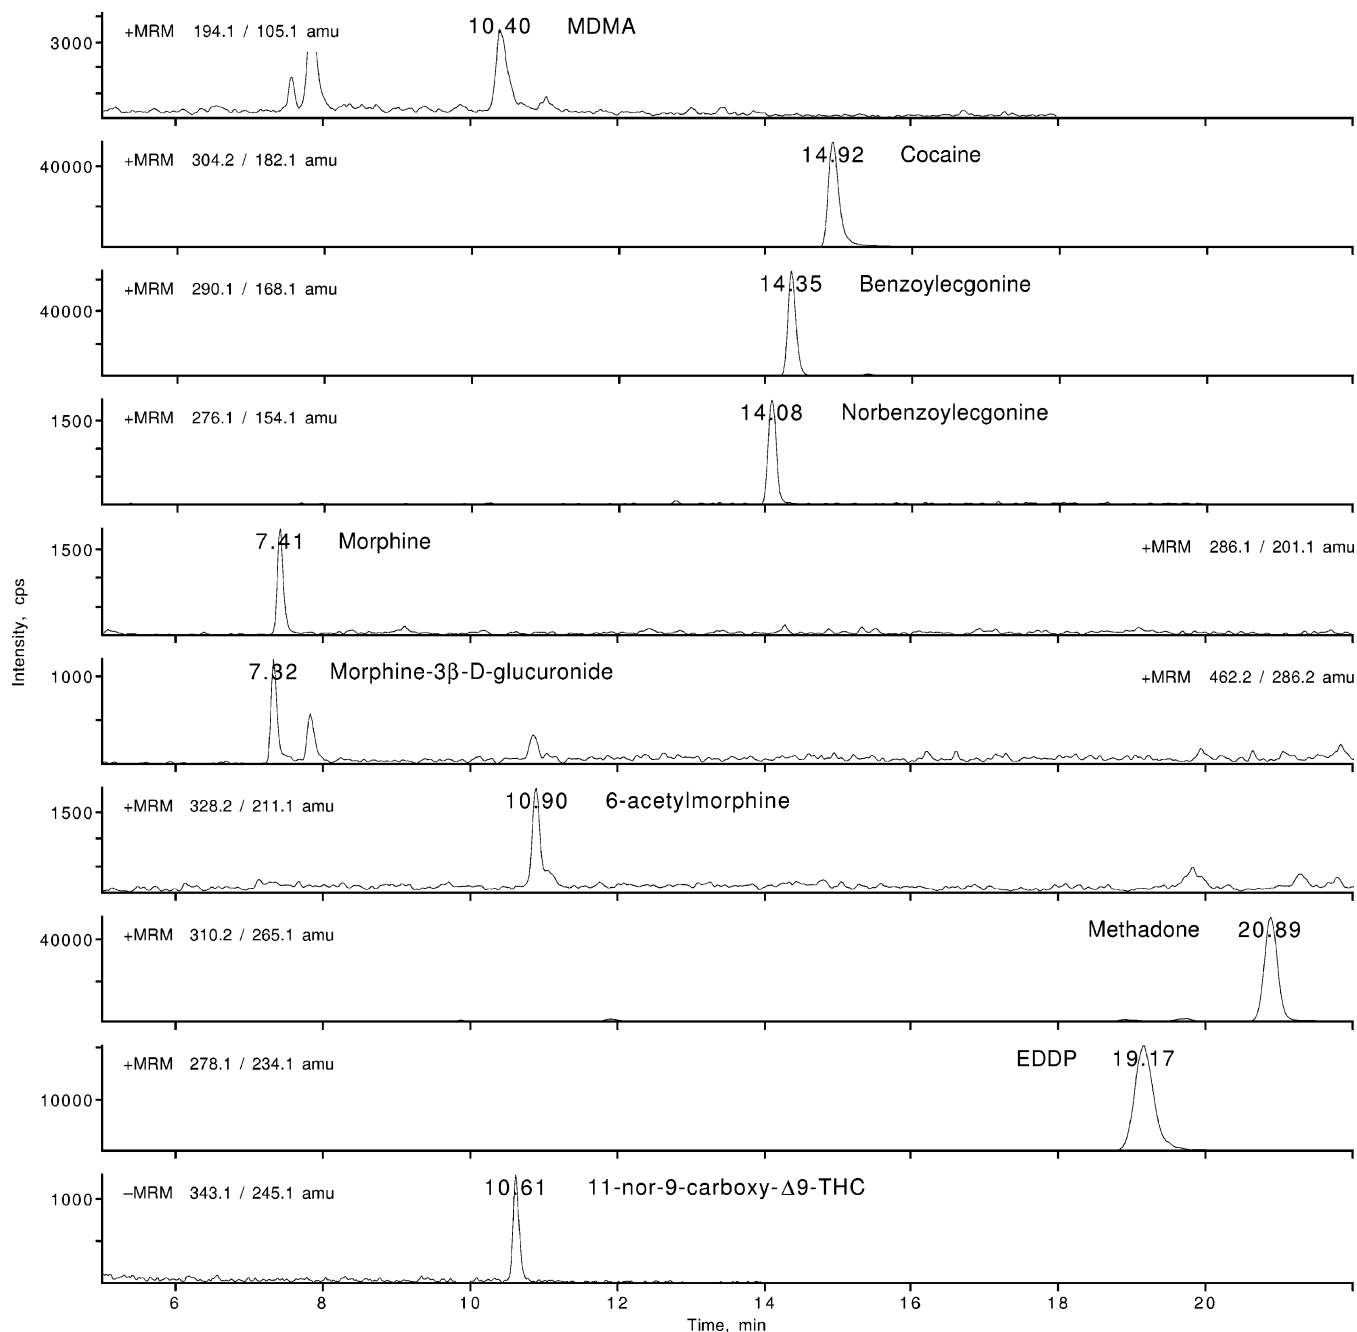 +MRM 194.1 / 105.1 amu 10.40 MDMA
3000
+MRM 304.2 / 182.1 amu 14.92 Cocaine
40000
+MRM 290.1 / 168.1 amu 14.35 Benzoylecgonine
40000
+MRM 276.1 / 154.1 amu 14.08 Norbenzoylecgonine
1500
7.41 Morphine +MRM 286.1 / 201.1 amu
1500
Intensity, cps
7.32 Morphine-3β-D-glucuronide +MRM 462.2 / 286.2 amu
1000
+MRM 328.2 / 211.1 amu 10.90 6-acetylmorphine
1500
+MRM 310.2 / 265.1 amu Methadone 20.89
40000
+MRM 278.1 / 234.1 amu EDDP 19.17
10000
−MRM 343.1 / 245.1 amu 10.61 11-nor-9-carboxy-Δ9-THC
1000
6 8 10 12 14 16 18 20
Time, min